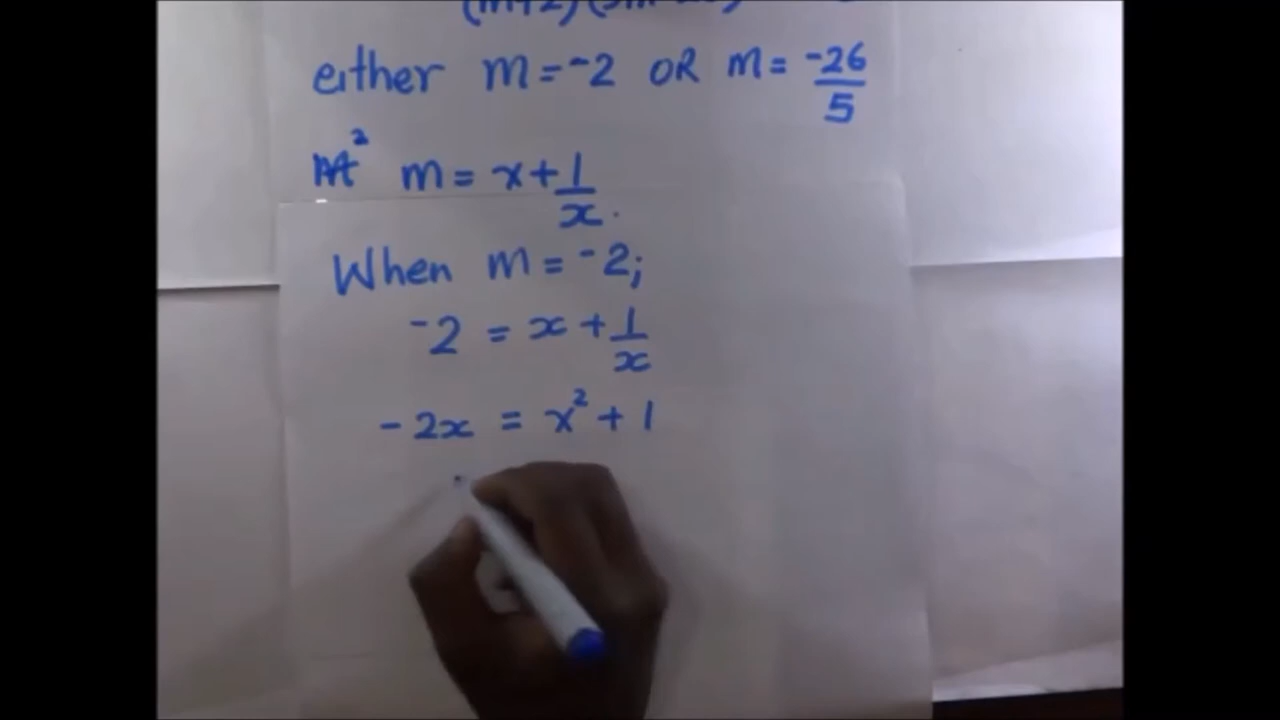 either m = -2 OR m = -26/5
m = x + 1/x.
When m = -2;
-2 = x + 1/x
-2x = x² + 1